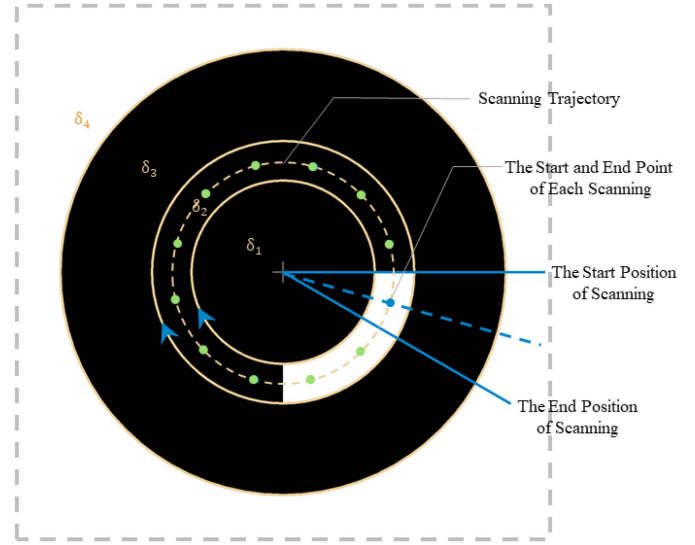 Scanning Trajectory
δ4
δ3
The Start and End Point
of Each Scanning
δ2
δ1
The Start Position
of Scanning
The End Position
of Scanning